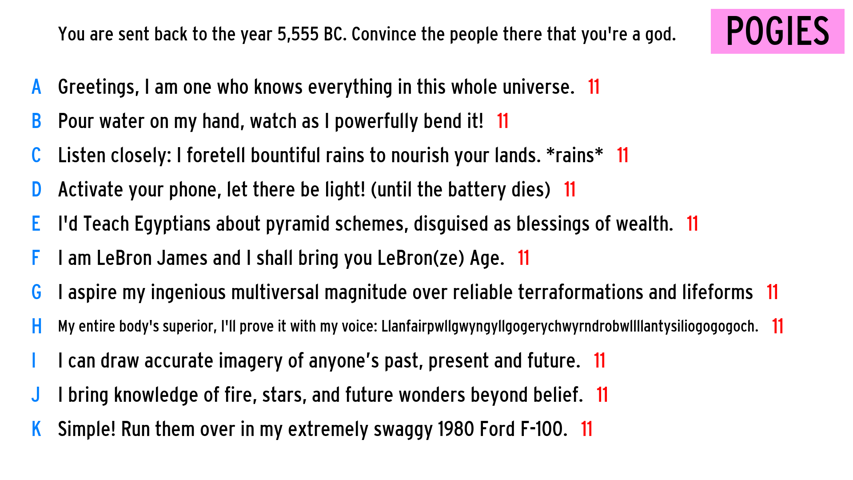 You are sent back to the year 5,555 BC. Convince the people there that you're a god.
POGIES
A Greetings, I am one who knows everything in this whole universe. 11
B Pour water on my hand, watch as I powerfully bend it! 11
C Listen closely: I foretell bountiful rains to nourish your lands. *rains* 11
D Activate your phone, let there be light! (until the battery dies) 11
E I'd Teach Egyptians about pyramid schemes, disguised as blessings of wealth. 11
F I am LeBron James and I shall bring you LeBron(ze) Age. 11
G I aspire my ingenious multiversal magnitude over reliable terraformations and lifeforms 11
H My entire body's superior, I'll prove it with my voice: Llanfairpwllgwyngyllgogerychwyrndrobwllllantysiliogogogoch. 11
I I can draw accurate imagery of anyone’s past, present and future. 11
J I bring knowledge of fire, stars, and future wonders beyond belief. 11
K Simple! Run them over in my extremely swaggy 1980 Ford F-100. 11